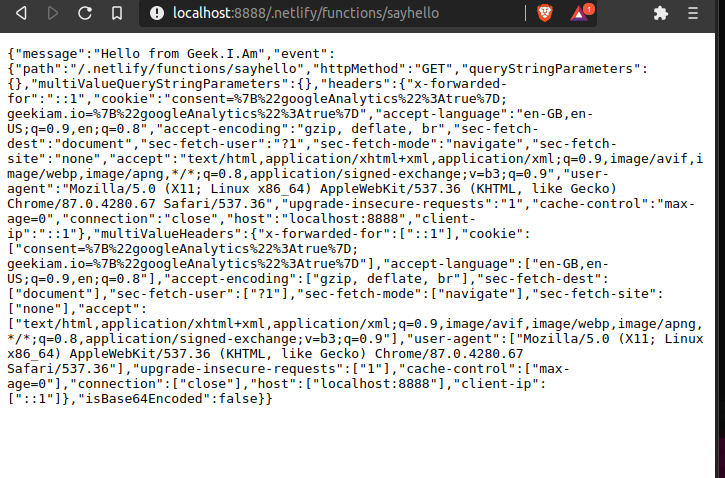 localhost:8888/.netlify/functions/sayhello
1
{"message":"Hello from Geek.I.Am","event":
{"path":"/.netlify/functions/sayhello","httpMethod":"GET","queryStringParameters":
{},"multiValueQueryStringParameters":{},"headers":{"x-forwarded-
for":"::1","cookie":"consent=%7B%22googleAnalytics%22%3Atrue%7D;
geekiam.io=%7B%22googleAnalytics%22%3Atrue%7D","accept-language":"en-GB,en-
US;q=0.9,en;q=0.8","accept-encoding":"gzip, deflate, br","sec-fetch-
dest":"document","sec-fetch-user":"?1","sec-fetch-mode":"navigate","sec-fetch-
site":"none","accept":"text/html,application/xhtml+xml,application/xml;q=0.9,image/avif,i
mage/webp,image/apng,*/*;q=0.8,application/signed-exchange;v=b3;q=0.9","user-
agent":"Mozilla/5.0 (X11; Linux x86_64) AppleWebKit/537.36 (KHTML, like Gecko)
Chrome/87.0.4280.67 Safari/537.36","upgrade-insecure-requests":"1","cache-control":"max-
age=0","connection":"close","host":"localhost:8888","client-
ip":"::1"},"multiValueHeaders":{"x-forwarded-for":["::1"],"cookie":
["consent=%7B%22googleAnalytics%22%3Atrue%7D;
geekiam.io=%7B%22googleAnalytics%22%3Atrue%7D"],"accept-language":["en-GB,en-
US;q=0.9,en;q=0.8"],"accept-encoding":["gzip, deflate, br"],"sec-fetch-dest":
["document"],"sec-fetch-user":["?1"],"sec-fetch-mode":["navigate"],"sec-fetch-site":
["none"],"accept":
["text/html,application/xhtml+xml,application/xml;q=0.9,image/avif,image/webp,image/apng,
*/*;q=0.8,application/signed-exchange;v=b3;q=0.9"],"user-agent":["Mozilla/5.0 (X11; Linux
x86_64) AppleWebKit/537.36 (KHTML, like Gecko) Chrome/87.0.4280.67
Safari/537.36"],"upgrade-insecure-requests":["1"],"cache-control":["max-
age=0"],"connection":["close"],"host":["localhost:8888"],"client-ip":
["::1"]},"isBase64Encoded":false}}